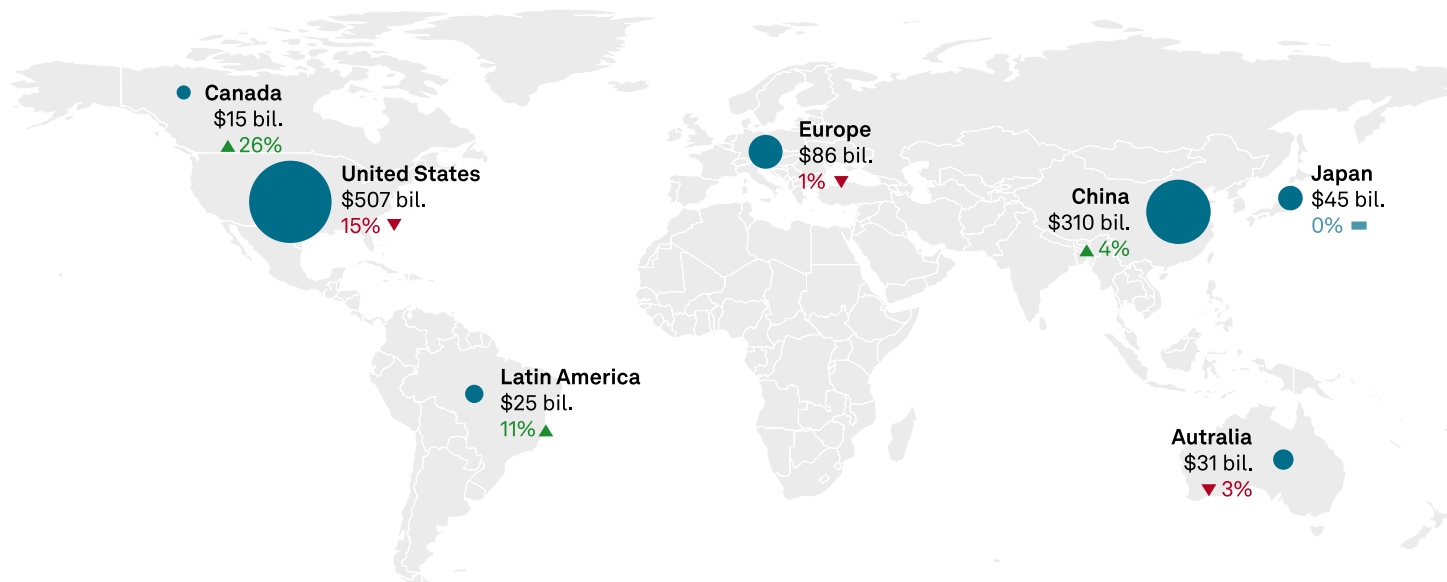 Canada
$15 bil.
▲ 26%
United States
$507 bil.
15% ▼
Europe
$86 bil.
1% ▼
China
$310 bil.
▲ 4%
Japan
$45 bil.
0% ▬
Latin America
$25 bil.
11% ▲
Autralia
$31 bil.
▼ 3%